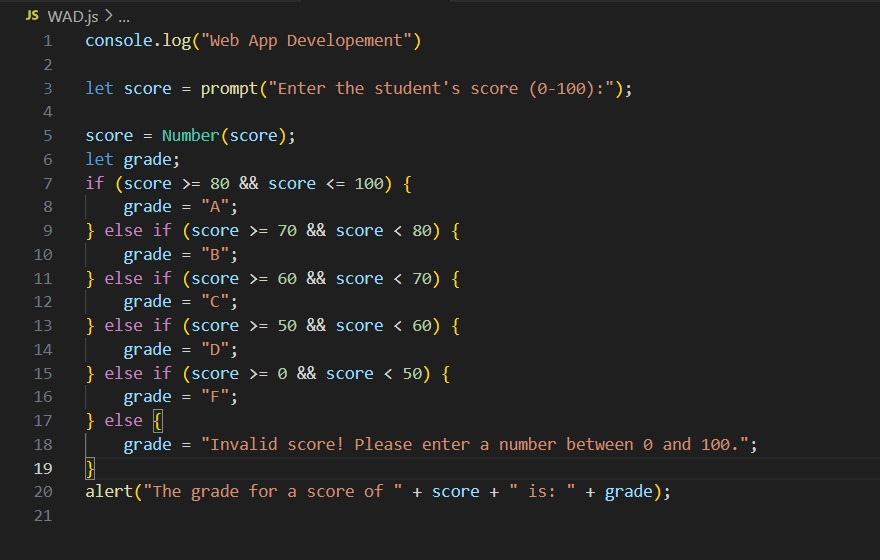 JS WAD.js > ...
1 console.log("Web App Developement")
2
3 let score = prompt("Enter the student's score (0-100):");
4
5 score = Number(score);
6 let grade;
7 if (score >= 80 && score <= 100) {
8     grade = "A";
9 } else if (score >= 70 && score < 80) {
10     grade = "B";
11 } else if (score >= 60 && score < 70) {
12     grade = "C";
13 } else if (score >= 50 && score < 60) {
14     grade = "D";
15 } else if (score >= 0 && score < 50) {
16     grade = "F";
17 } else {
18     grade = "Invalid score! Please enter a number between 0 and 100.";
19 }
20 alert("The grade for a score of " + score + " is: " + grade);
21